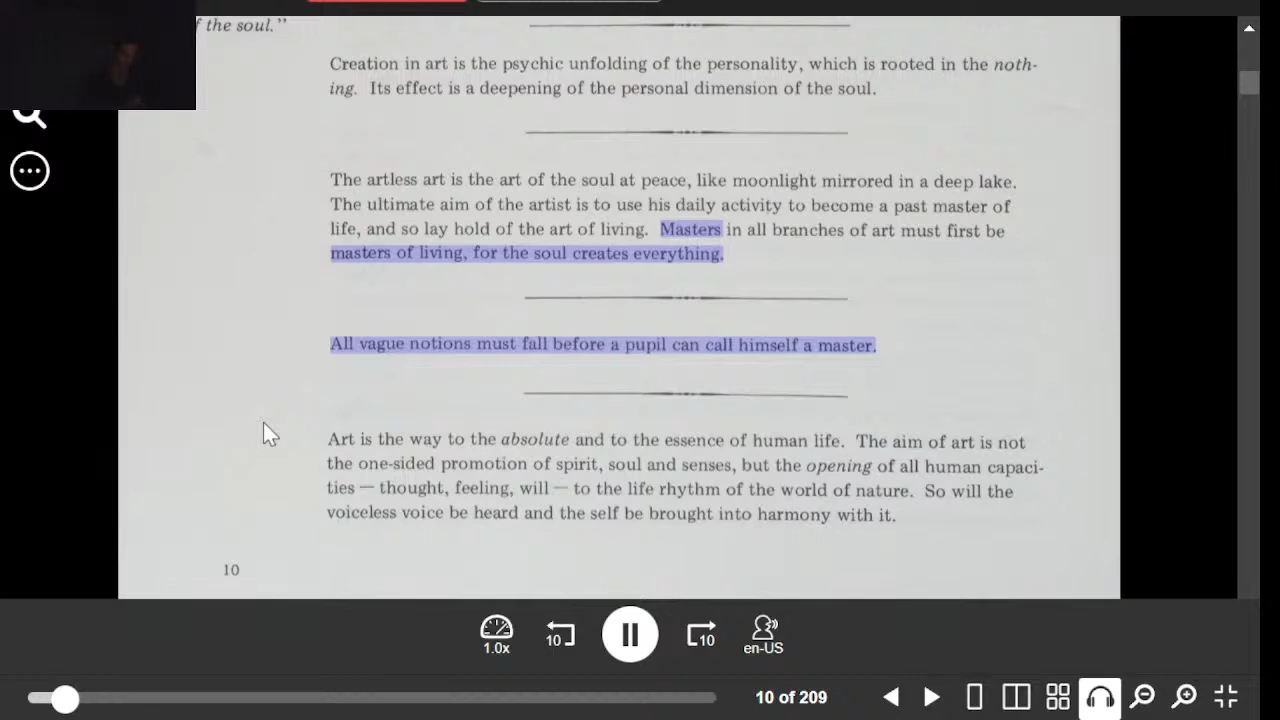 f the soul."
Creation in art is the psychic unfolding of the personality, which is rooted in the noth-
ing. Its effect is a deepening of the personal dimension of the soul.
The artless art is the art of the soul at peace, like moonlight mirrored in a deep lake.
The ultimate aim of the artist is to use his daily activity to become a past master of
life, and so lay hold of the art of living. Masters in all branches of art must first be
masters of living, for the soul creates everything.
All vague notions must fall before a pupil can call himself a master.
Art is the way to the absolute and to the essence of human life. The aim of art is not
the one-sided promotion of spirit, soul and senses, but the opening of all human capaci-
ties — thought, feeling, will — to the life rhythm of the world of nature. So will the
voiceless voice be heard and the self be brought into harmony with it.
10
1.0x
10
10
en-US
10 of 209